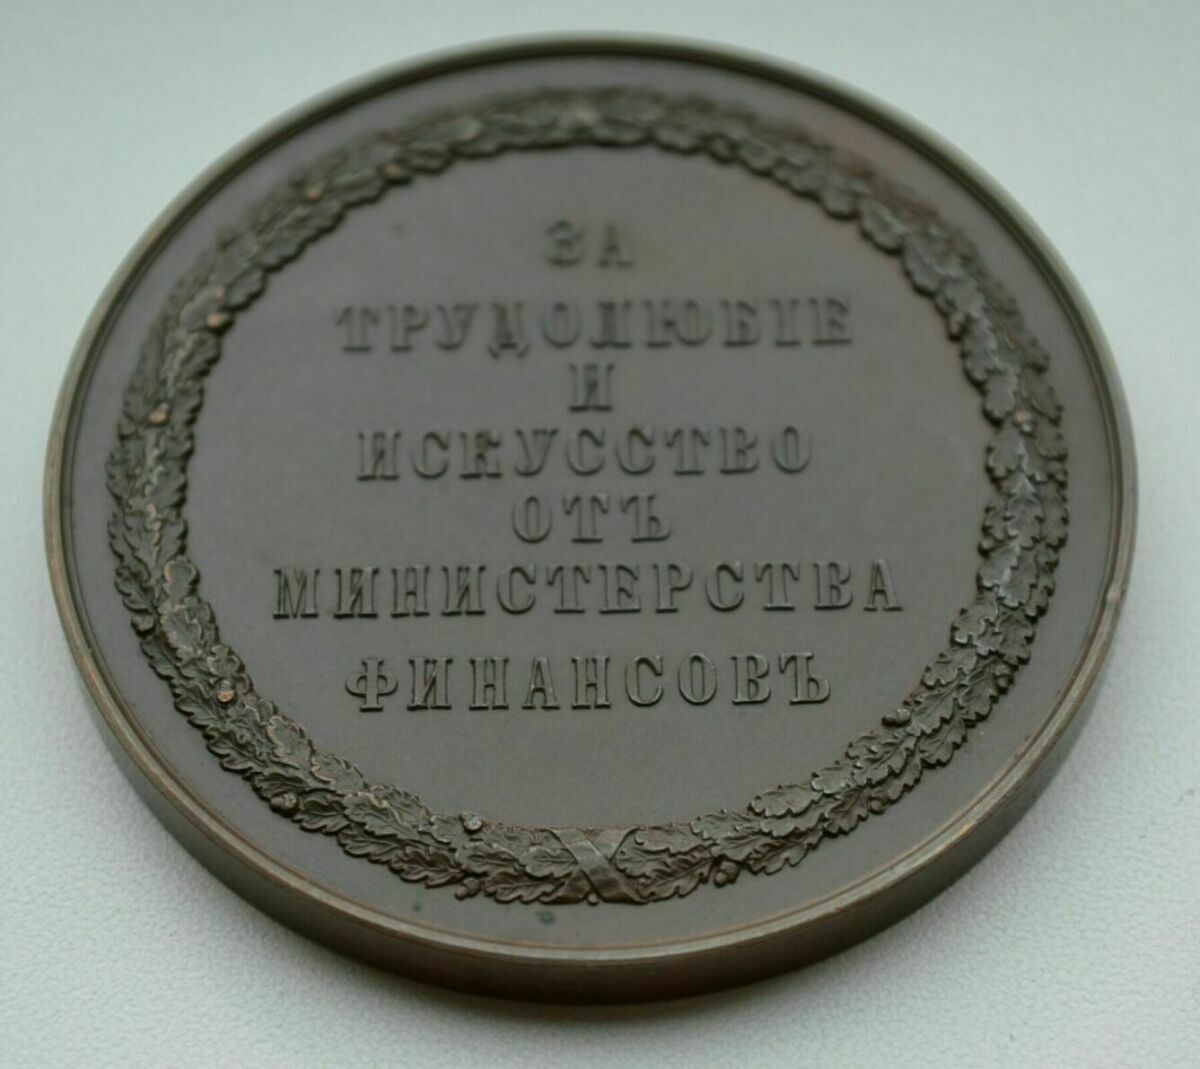 ЗА
ТРУДОЛЮБІЕ
И
ИСКУССТВО
ОТЪ
МИНИСТЕРСТВА
ФИНАНСОВЪ